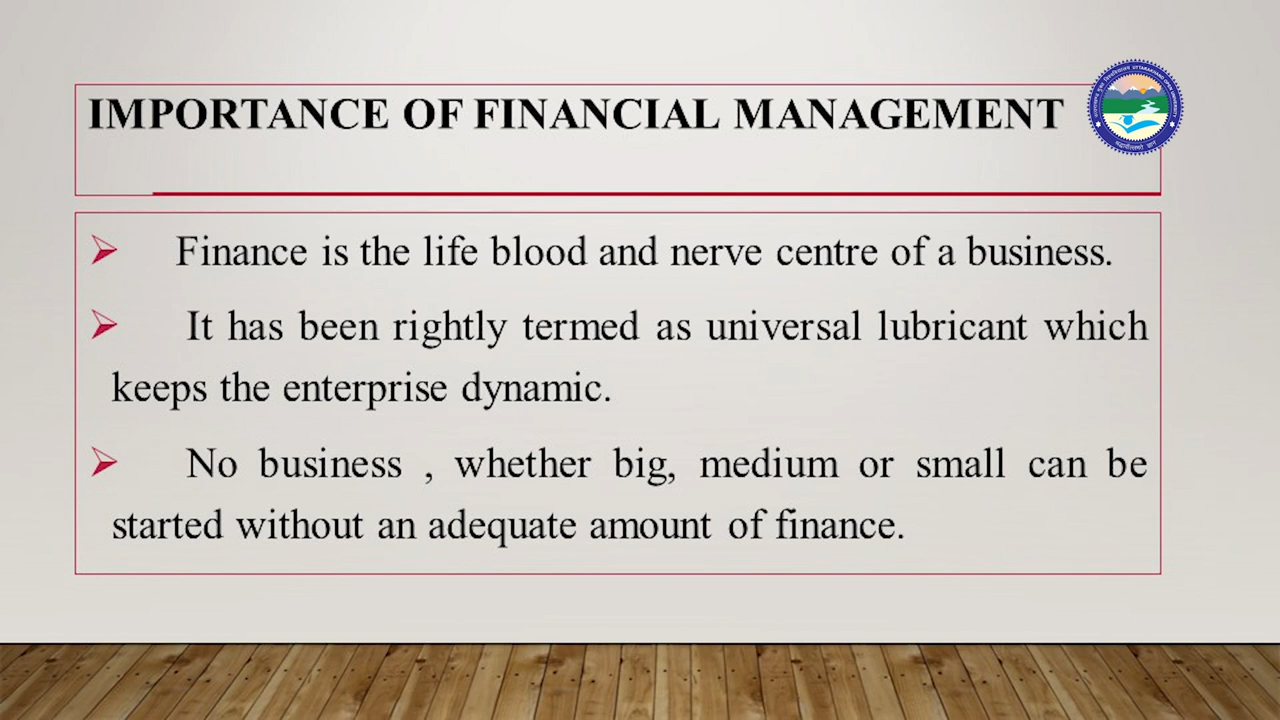 IMPORTANCE OF FINANCIAL MANAGEMENT
UTTARAKHAND OPEN
➢ Finance is the life blood and nerve centre of a business.
➢ It has been rightly termed as universal lubricant which
keeps the enterprise dynamic.
➢ No business , whether big, medium or small can be
started without an adequate amount of finance.